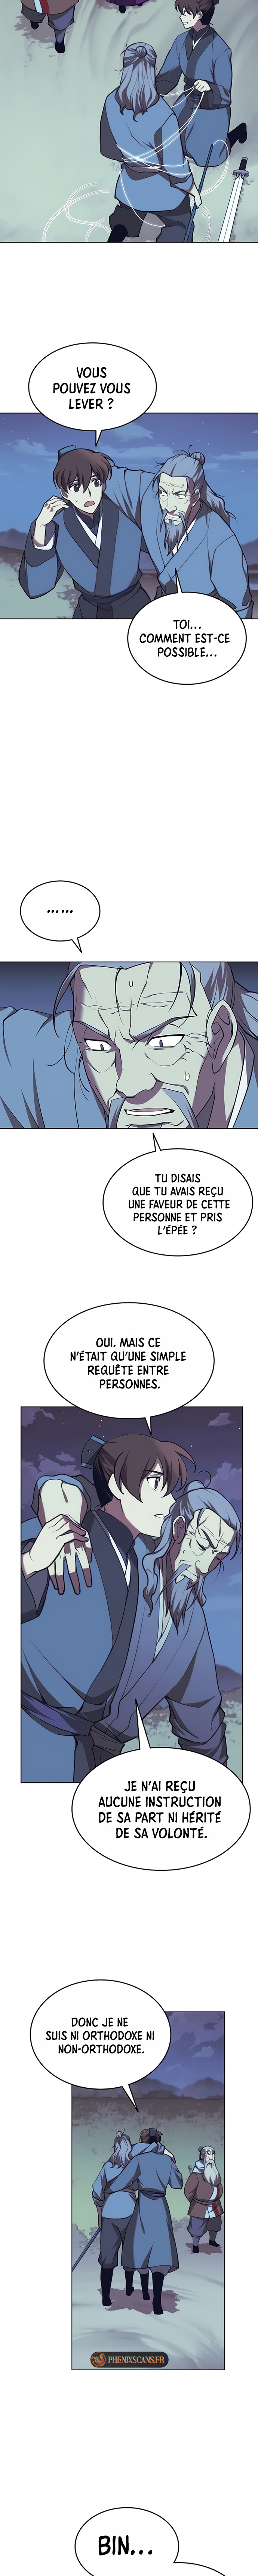 VOUS
POUVEZ VOUS
LEVER ?
TOI...
COMMENT EST-CE
POSSIBLE...
... ...
TU DISAIS
QUE TU AVAIS REÇU
UNE FAVEUR DE CETTE
PERSONNE ET PRIS
L'ÉPÉE ?
OUI. MAIS CE
N'ÉTAIT QU'UNE SIMPLE
REQUÊTE ENTRE
PERSONNES.
JE N'AI REÇU
AUCUNE INSTRUCTION
DE SA PART NI HÉRITÉ
DE SA VOLONTÉ.
DONC JE NE
SUIS NI ORTHODOXE NI
NON-ORTHODOXE.
PHENIXSCANS.FR
BIN...